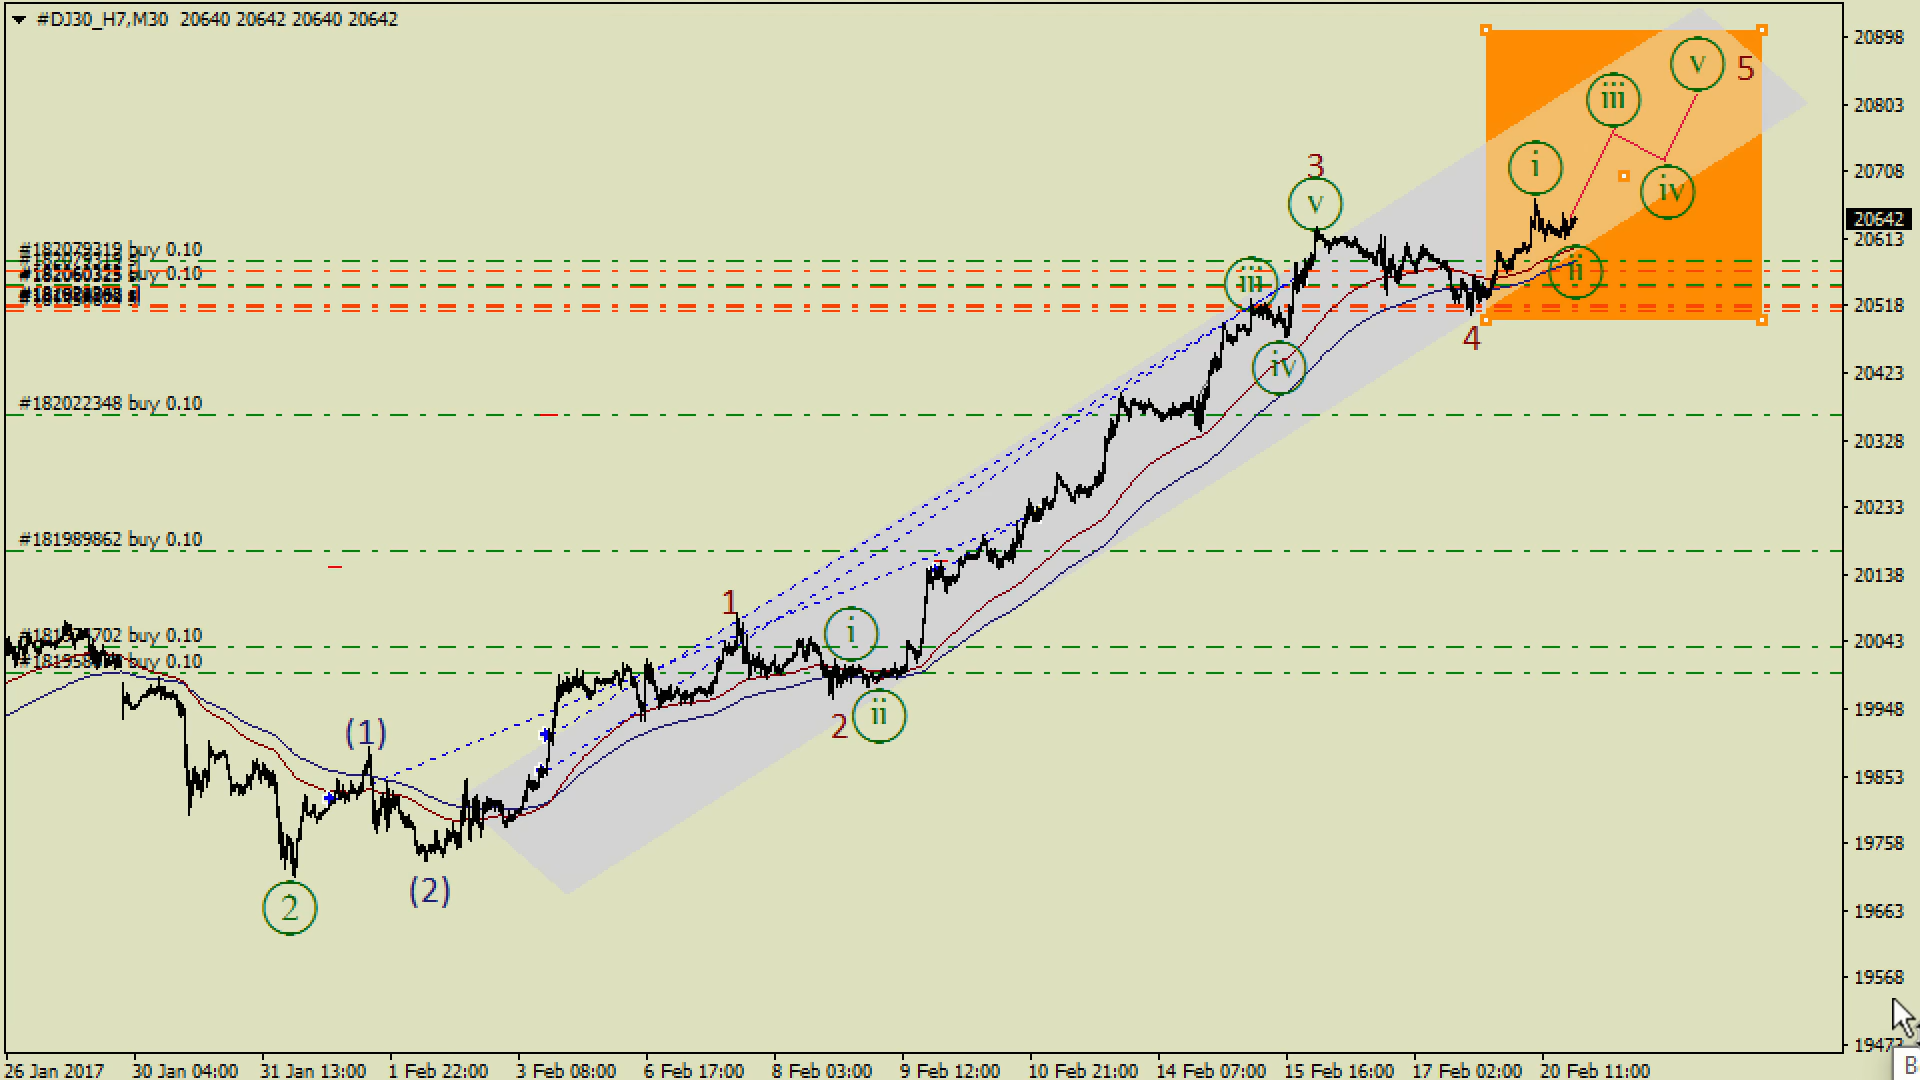 #DJ30_H7,M30 20640 20642 20640 20642
20898
20803
20708
20642
20613
20518
20423
20328
20233
20138
20043
19948
19853
19758
19663
19568
v 5
iii
i
iv
ii
3
v
iii
iv
4
#182079319 buy 0.10
#182060325 buy 0.10
#182022348 buy 0.10
#181989862 buy 0.10
buy 0.10
buy 0.10
1
i
2
ii
(1)
(2)
2
26 Jan 2017 30 Jan 04:00 31 Jan 13:00 1 Feb 22:00 3 Feb 08:00 6 Feb 17:00 8 Feb 03:00 9 Feb 12:00 10 Feb 21:00 14 Feb 07:00 15 Feb 16:00 17 Feb 02:00 20 Feb 11:00
B